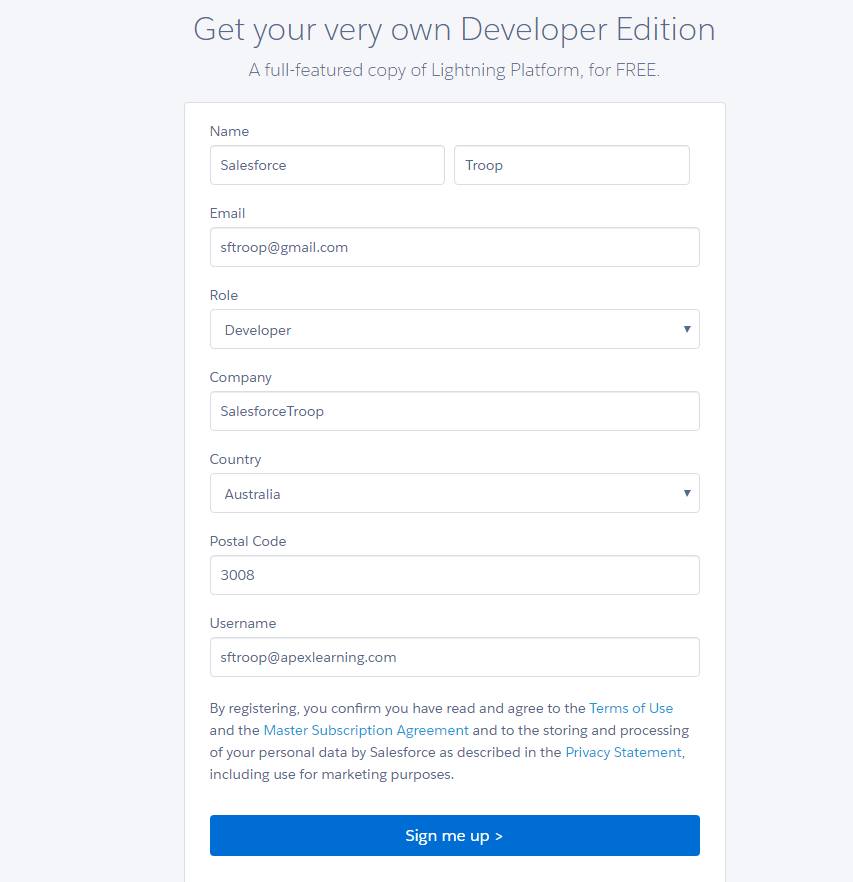 Get your very own Developer Edition
A full-featured copy of Lightning Platform, for FREE.
Name
Salesforce Troop
Email
sftroop@gmail.com
Role
Developer
Company
SalesforceTroop
Country
Australia
Postal Code
3008
Username
sftroop@apexlearning.com
By registering, you confirm you have read and agree to the Terms of Use
and the Master Subscription Agreement and to the storing and processing
of your personal data by Salesforce as described in the Privacy Statement,
including use for marketing purposes.
Sign me up >